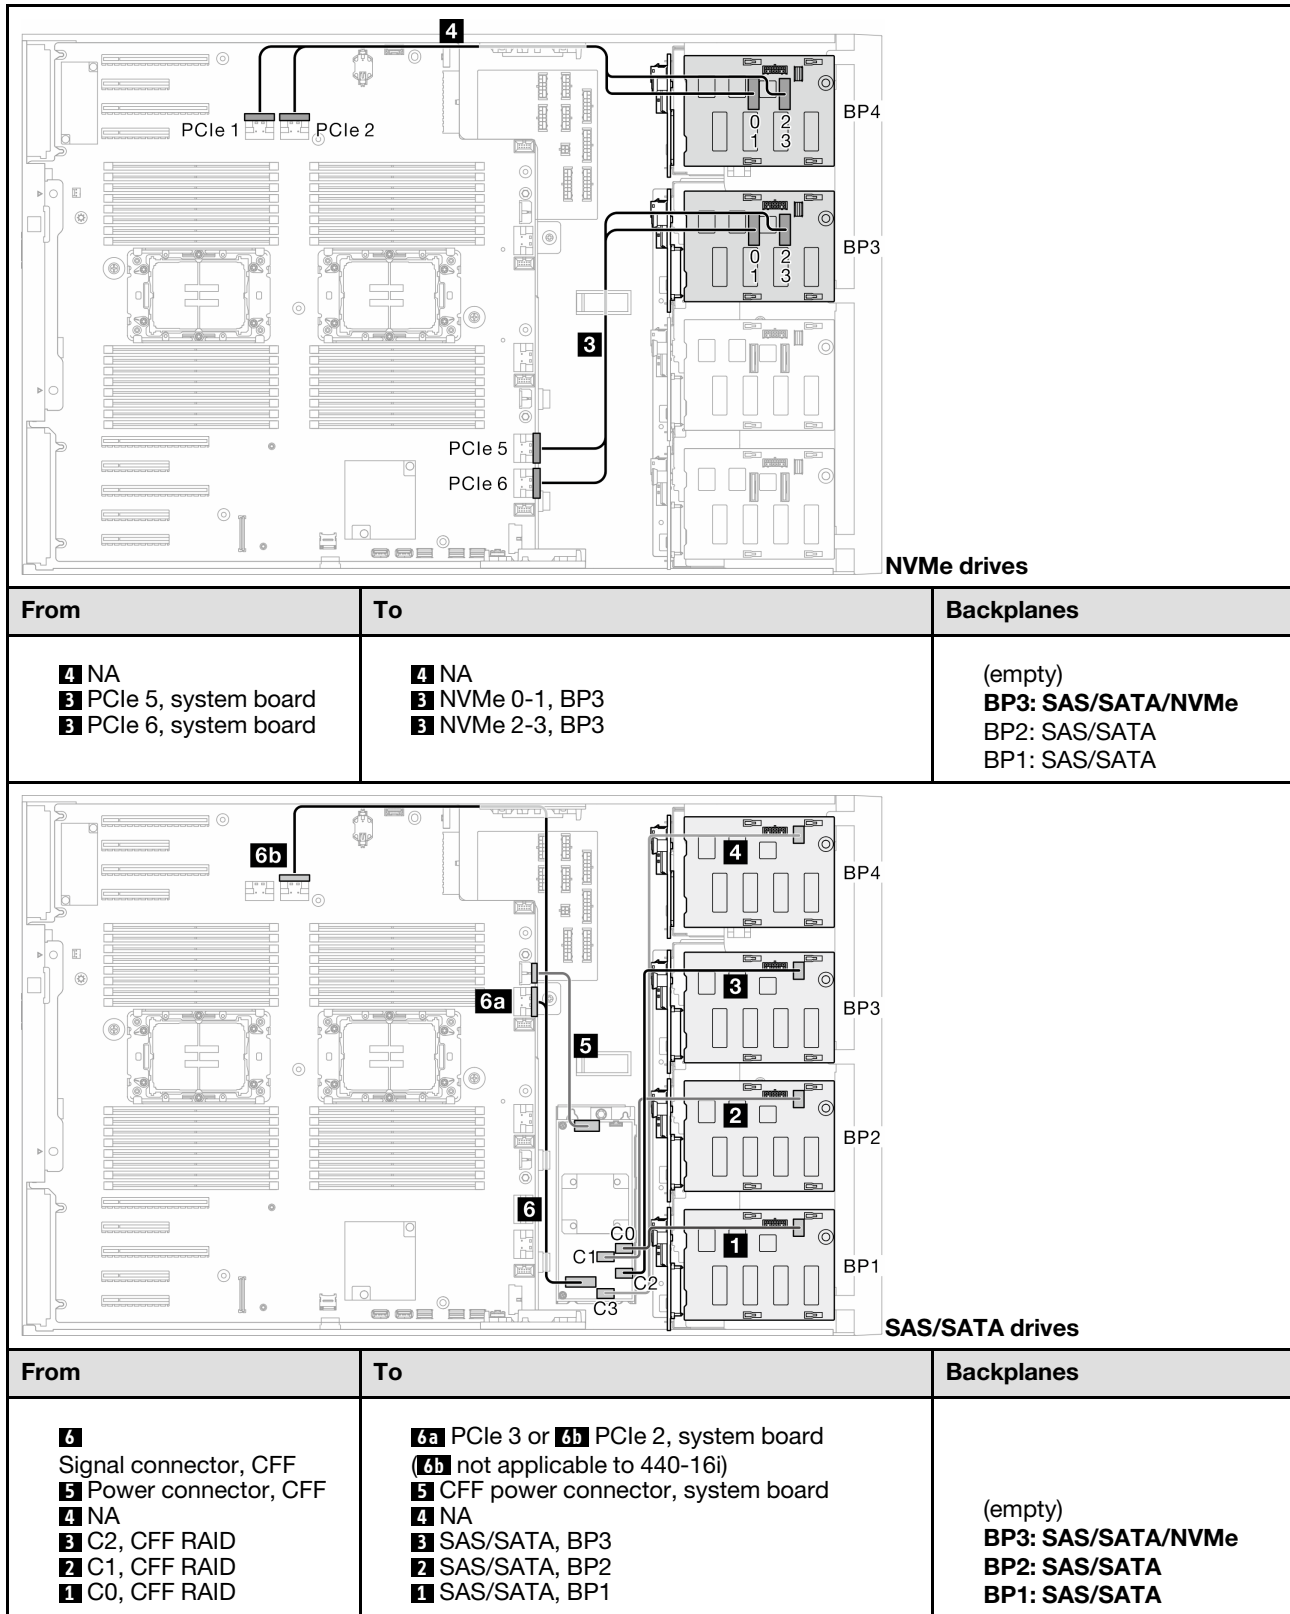 4
PCIe 1
PCIe 2
0 2
1 3
BP4
0 2
1 3
BP3
3
PCIe 5
PCIe 6
NVMe drives
From To Backplanes
4 NA
3 PCIe 5, system board
3 PCIe 6, system board
4 NA
3 NVMe 0-1, BP3
3 NVMe 2-3, BP3
(empty)
BP3: SAS/SATA/NVMe
BP2: SAS/SATA
BP1: SAS/SATA
6b
4
BP4
3
6a
BP3
5
2
BP2
6
C0
1
C1
C2
BP1
C3
SAS/SATA drives
From To Backplanes
6
Signal connector, CFF
5 Power connector, CFF
4 NA
3 C2, CFF RAID
2 C1, CFF RAID
1 C0, CFF RAID
6a PCIe 3 or 6b PCIe 2, system board
(6b not applicable to 440-16i)
5 CFF power connector, system board
4 NA
3 SAS/SATA, BP3
2 SAS/SATA, BP2
1 SAS/SATA, BP1
(empty)
BP3: SAS/SATA/NVMe
BP2: SAS/SATA
BP1: SAS/SATA